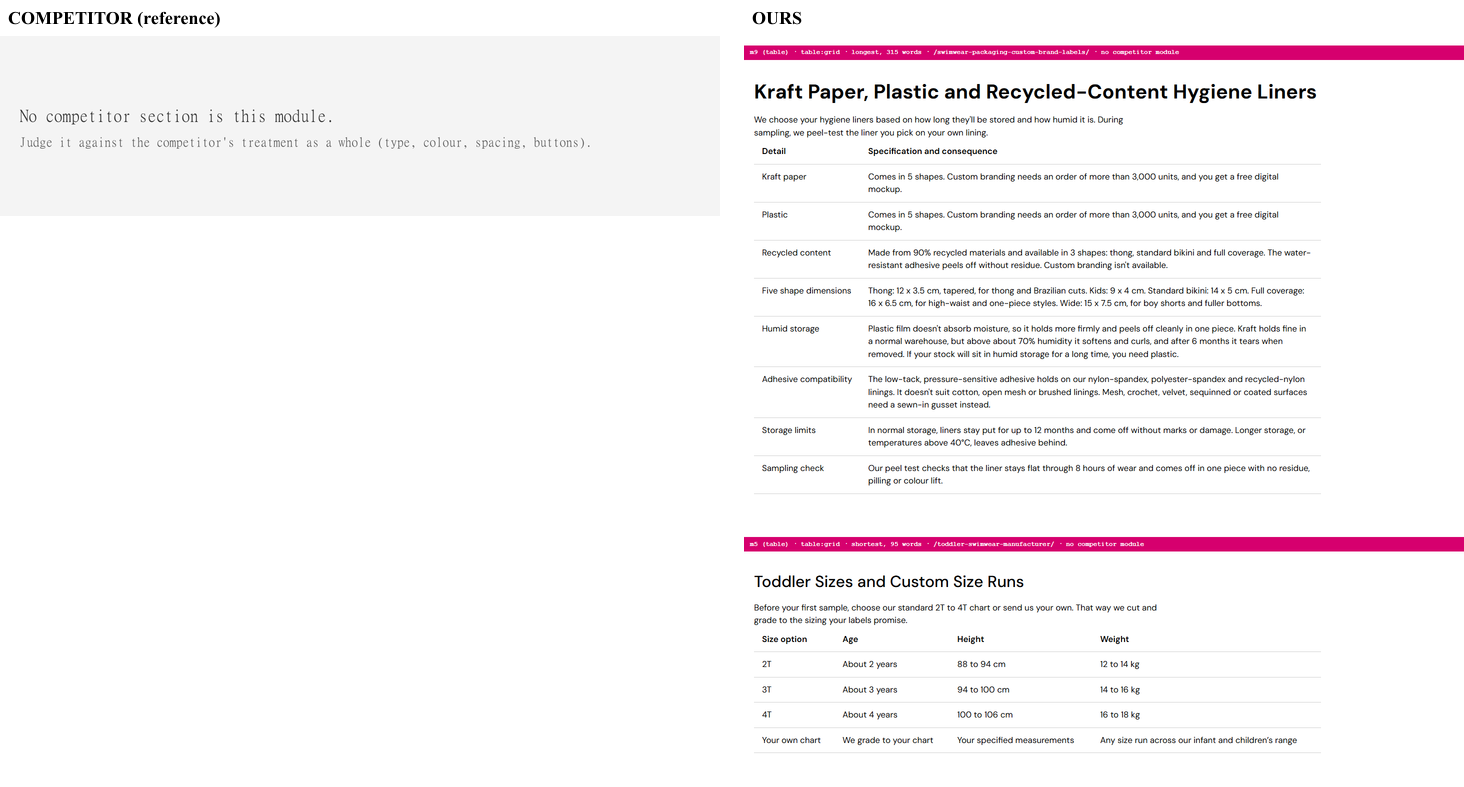 COMPETITOR (reference)
No competitor section is this module.
Judge it against the competitor's treatment as a whole (type, colour, spacing, buttons).
OURS
m9 (table) · table:grid · longest, 315 words · /swimwear-packaging-custom-brand-labels/ · no competitor module
Kraft Paper, Plastic and Recycled-Content Hygiene Liners
We choose your hygiene liners based on how long they'll be stored and how humid it is. During
sampling, we peel-test the liner you pick on your own lining.
Detail Specification and consequence
Kraft paper Comes in 5 shapes. Custom branding needs an order of more than 3,000 units, and you get a free digital
mockup.
Plastic Comes in 5 shapes. Custom branding needs an order of more than 3,000 units, and you get a free digital
mockup.
Recycled content Made from 90% recycled materials and available in 3 shapes: thong, standard bikini and full coverage. The water-
resistant adhesive peels off without residue. Custom branding isn't available.
Five shape dimensions Thong: 12 x 3.5 cm, tapered, for thong and Brazilian cuts. Kids: 9 x 4 cm. Standard bikini: 14 x 5 cm. Full coverage:
16 x 6.5 cm, for high-waist and one-piece styles. Wide: 15 x 7.5 cm, for boy shorts and fuller bottoms.
Humid storage Plastic film doesn't absorb moisture, so it holds more firmly and peels off cleanly in one piece. Kraft holds fine in
a normal warehouse, but above about 70% humidity it softens and curls, and after 6 months it tears when
removed. If your stock will sit in humid storage for a long time, you need plastic.
Adhesive compatibility The low-tack, pressure-sensitive adhesive holds on our nylon-spandex, polyester-spandex and recycled-nylon
linings. It doesn't suit cotton, open mesh or brushed linings. Mesh, crochet, velvet, sequinned or coated surfaces
need a sewn-in gusset instead.
Storage limits In normal storage, liners stay put for up to 12 months and come off without marks or damage. Longer storage, or
temperatures above 40°C, leaves adhesive behind.
Sampling check Our peel test checks that the liner stays flat through 8 hours of wear and comes off in one piece with no residue,
pilling or colour lift.
m5 (table) · table:grid · shortest, 95 words · /toddler-swimwear-manufacturer/ · no competitor module
Toddler Sizes and Custom Size Runs
Before your first sample, choose our standard 2T to 4T chart or send us your own. That way we cut and
grade to the sizing your labels promise.
Size option Age Height Weight
2T About 2 years 88 to 94 cm 12 to 14 kg
3T About 3 years 94 to 100 cm 14 to 16 kg
4T About 4 years 100 to 106 cm 16 to 18 kg
Your own chart We grade to your chart Your specified measurements Any size run across our infant and children's range